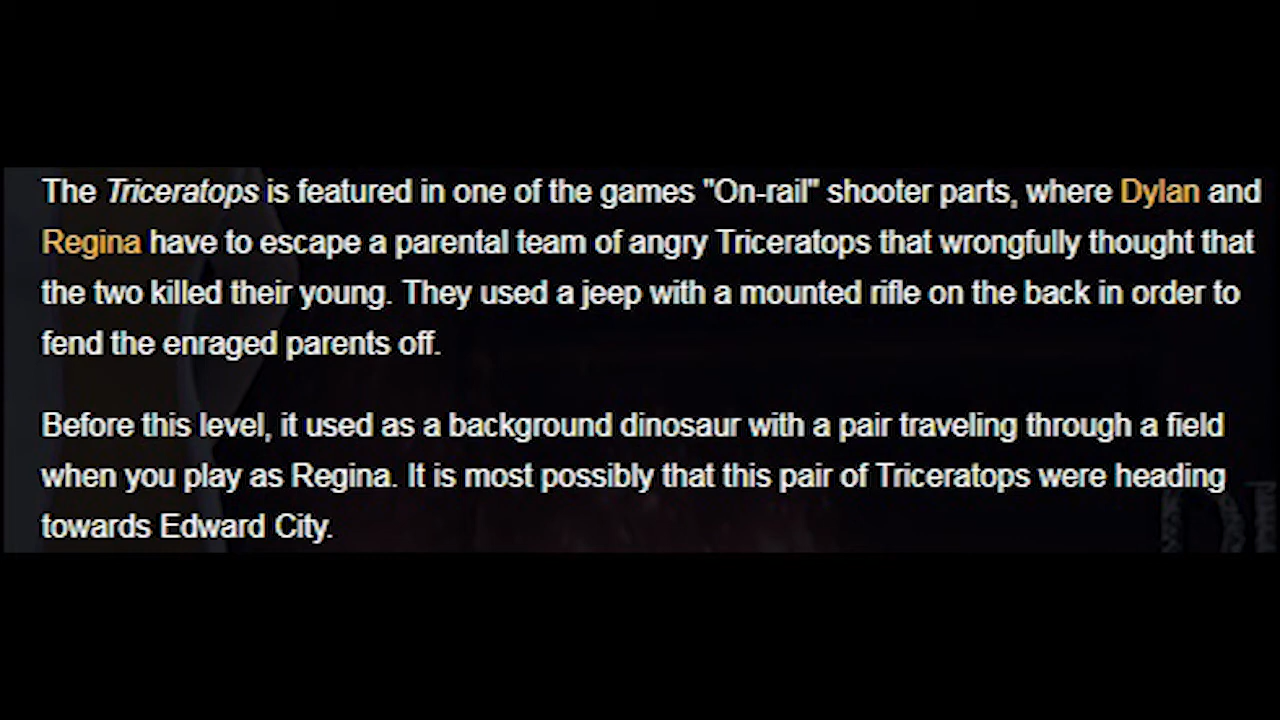 The Triceratops is featured in one of the games "On-rail" shooter parts, where Dylan and
Regina have to escape a parental team of angry Triceratops that wrongfully thought that
the two killed their young. They used a jeep with a mounted rifle on the back in order to
fend the enraged parents off.
Before this level, it used as a background dinosaur with a pair traveling through a field
when you play as Regina. It is most possibly that this pair of Triceratops were heading
towards Edward City.